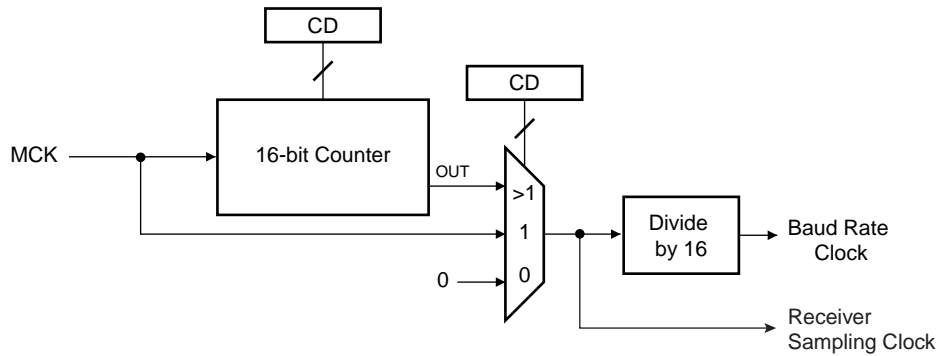 CD
CD
MCK
16-bit Counter
OUT
>1
1
0
0
Divide
by 16
Baud Rate
Clock
Receiver
Sampling Clock